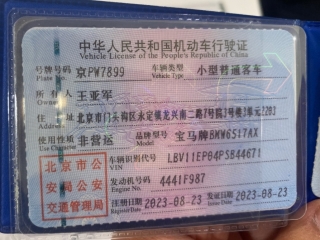 中华人民共和国机动车行驶证
Vehicle License of the People's Republic of China
号牌号码 京PW7899 车辆类型 小型普通客车
Plate No. Vehicle Type
所有人 王亚军
Owner
住址 北京市门头沟区永定镇龙兴南二路7号院3号楼3单元2203
Address
使用性质 非营运 品牌型号 宝马牌BMW6517AX
Use Character Model
北京市公安局公安交通管理局
车辆识别代号 LBV11EP04FSB44671
VIN
发动机号码 4441F987
Engine No.
注册日期 2023-08-23 发证日期 2023-08-23
Register Date Issue Date